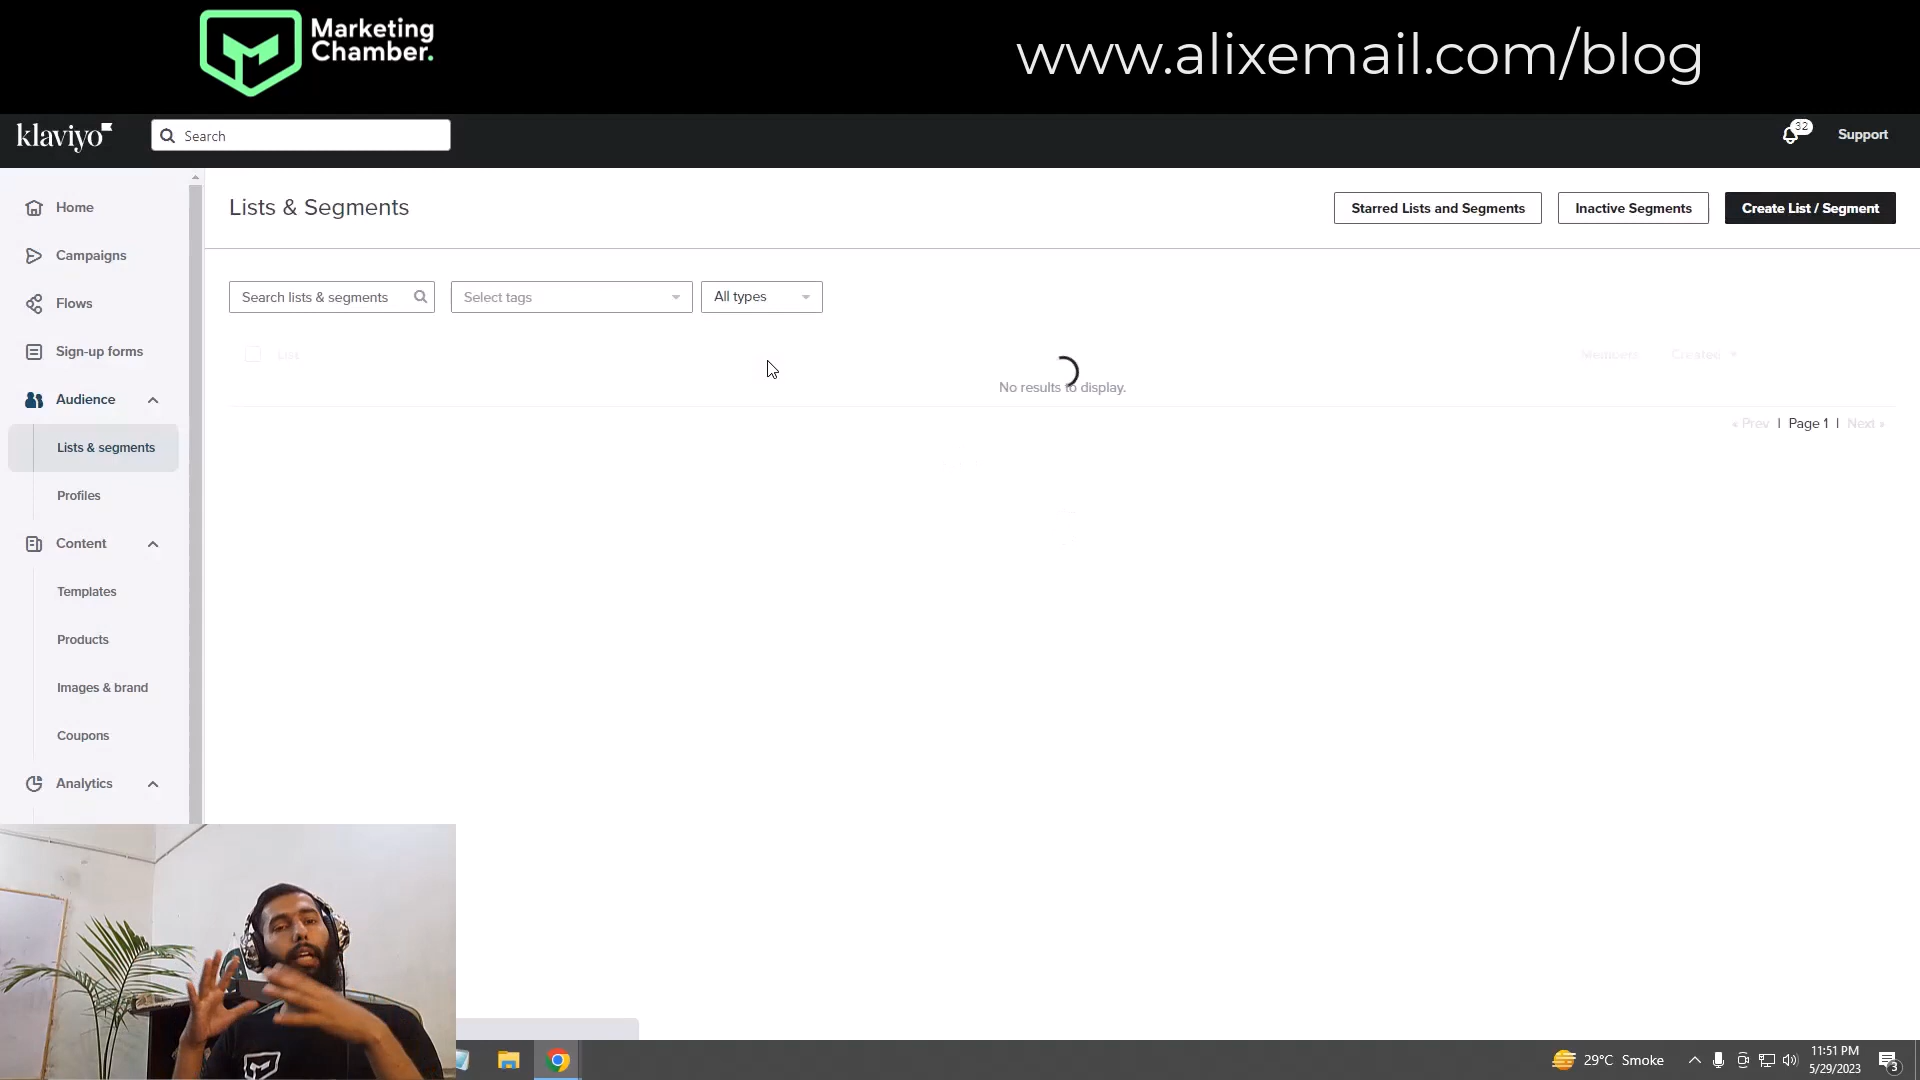 Marketing
Chamber.
www.alixemail.com/blog
klaviyo
Search
32
Support
Home
Campaigns
Flows
Sign-up forms
Audience
Lists & segments
Profiles
Content
Templates
Products
Images & brand
Coupons
Analytics
Lists & Segments
Starred Lists and Segments
Inactive Segments
Create List / Segment
Search lists & segments
Select tags
All types
List
Members
Created
No results to display.
« Prev | Page 1 | Next »
29°C Smoke
11:51 PM
5/29/2023
3